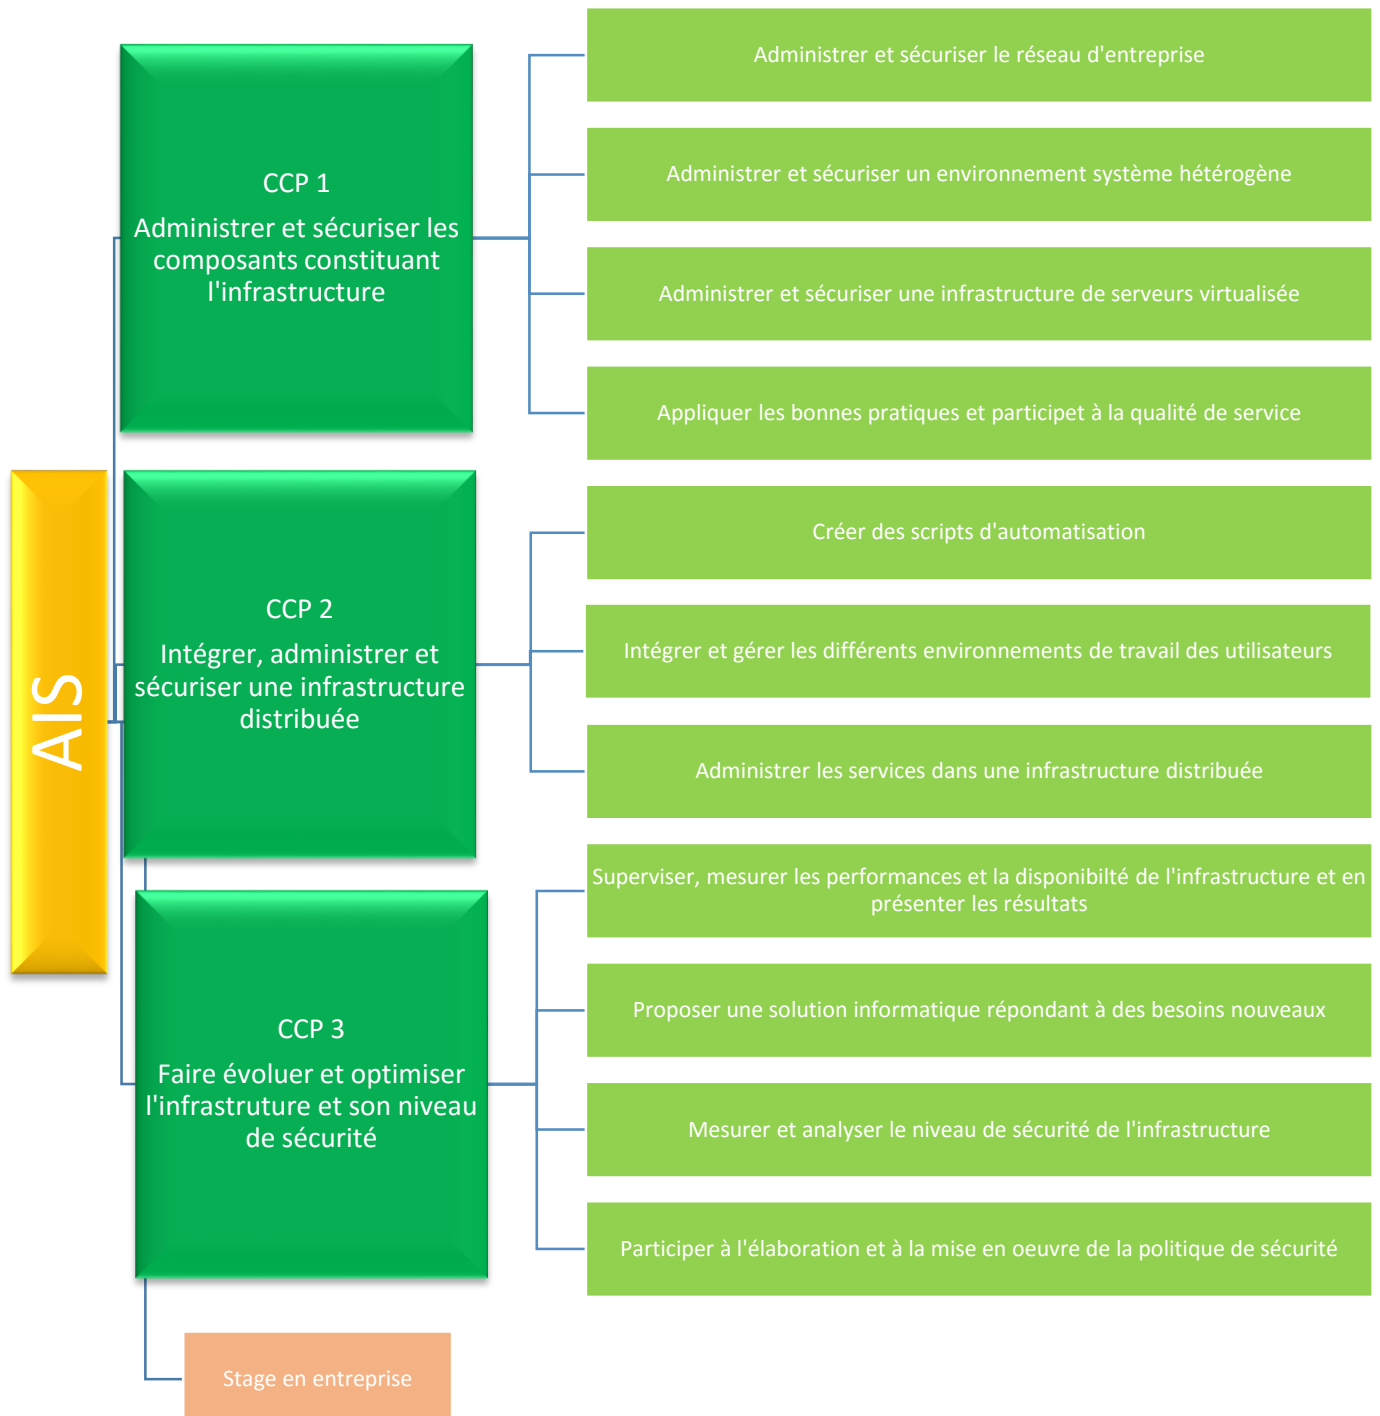 AIS
CCP 1
Administrer et sécuriser les
composants constituant
l'infrastructure
Administrer et sécuriser le réseau d'entreprise
Administrer et sécuriser un environnement système hétérogène
Administrer et sécuriser une infrastructure de serveurs virtualisée
Appliquer les bonnes pratiques et participet à la qualité de service
CCP 2
Intégrer, administrer et
sécuriser une infrastructure
distribuée
Créer des scripts d'automatisation
Intégrer et gérer les différents environnements de travail des utilisateurs
Administrer les services dans une infrastructure distribuée
CCP 3
Faire évoluer et optimiser
l'infrastruture et son niveau
de sécurité
Superviser, mesurer les performances et la disponibilté de l'infrastructure et en
présenter les résultats
Proposer une solution informatique répondant à des besoins nouveaux
Mesurer et analyser le niveau de sécurité de l'infrastructure
Participer à l'élaboration et à la mise en oeuvre de la politique de sécurité
Stage en entreprise